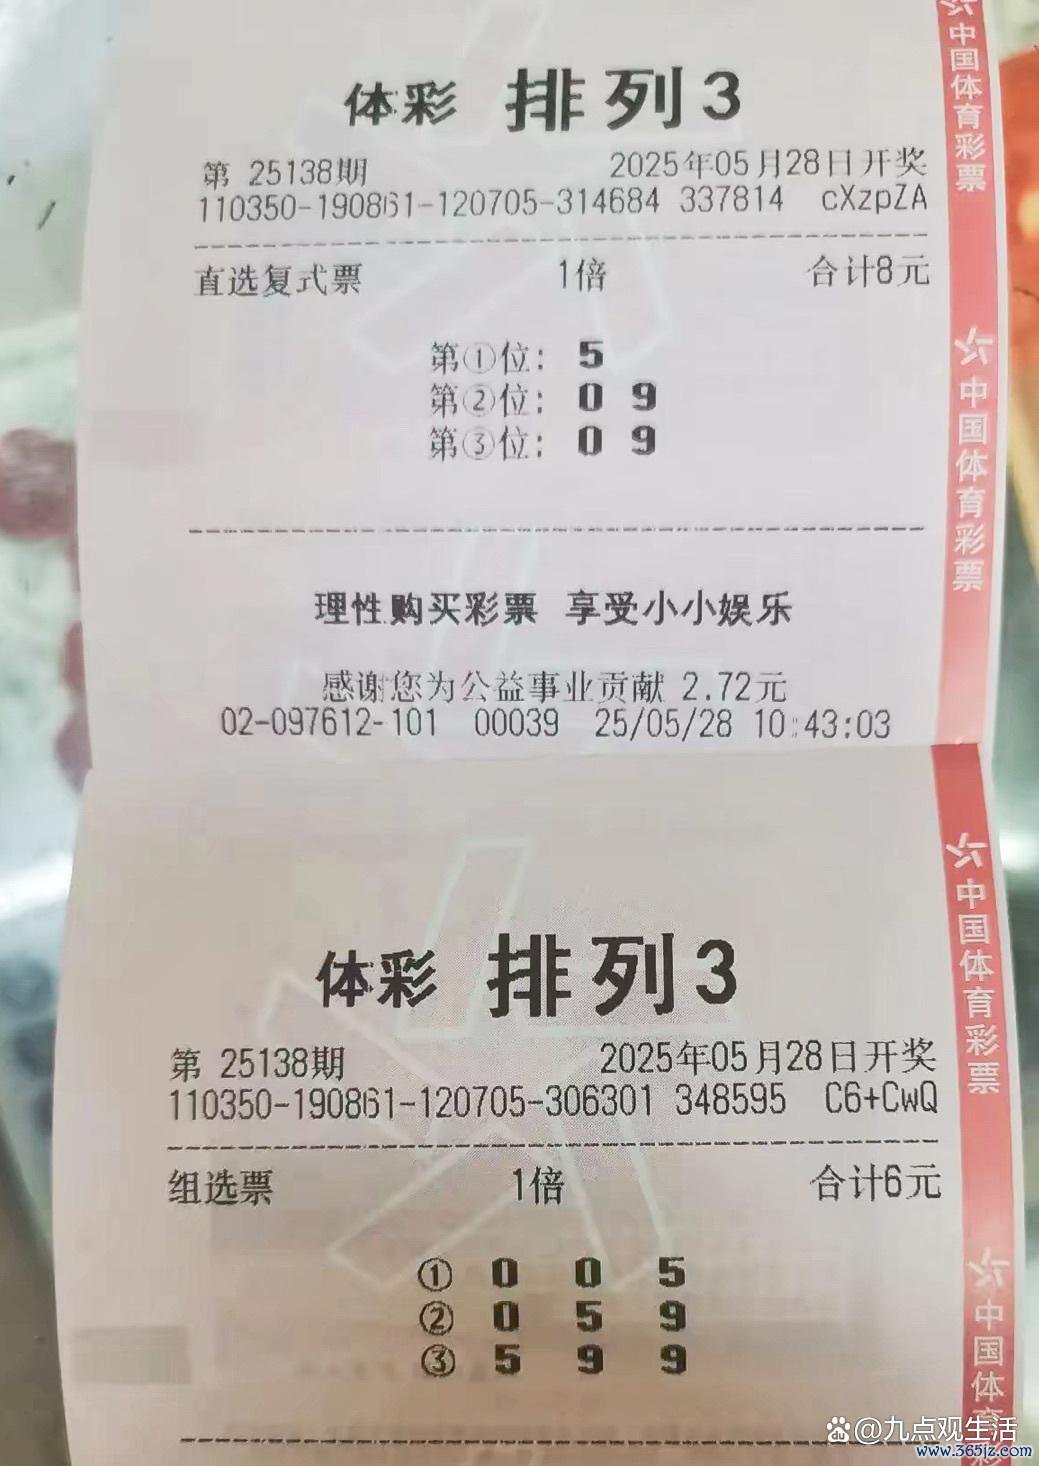 体彩 排列3
第 25138期 2025年05月28日开奖
110350-190861-120705-314684 337814 cXzpZA
直选复式票 1倍 合计8元
第①位: 5
第②位: 0 9
第③位: 0 9
理性购买彩票 享受小小娱乐
感谢您为公益事业贡献 2.72元
02-097612-101 00039 25/05/28 10:43:03
体彩 排列3
第 25138期 2025年05月28日开奖
110350-190861-120705-306301 348595 C6+CwQ
组选票 1倍 合计6元
① 0 0 5
② 0 5 9
③ 5 9 9
中国体育彩票
中国体育彩票
中国体育彩票
中国体育
@九点观生活
www.365jz.com